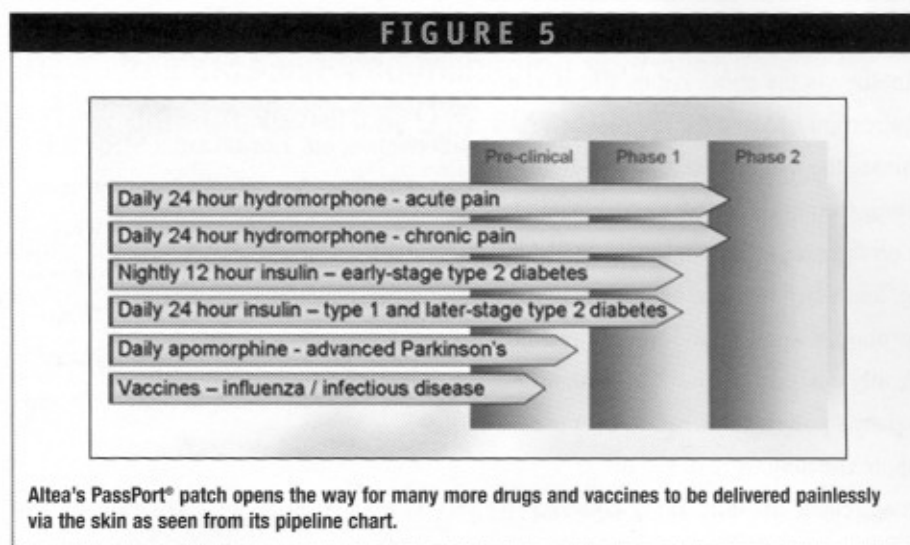 FIGURE 5
Pre-clinical Phase 1 Phase 2
Daily 24 hour hydromorphone - acute pain
Daily 24 hour hydromorphone - chronic pain
Nightly 12 hour insulin – early-stage type 2 diabetes
Daily 24 hour insulin – type 1 and later-stage type 2 diabetes
Daily apomorphine - advanced Parkinson's
Vaccines – influenza / infectious disease
Altea's PassPort® patch opens the way for many more drugs and vaccines to be delivered painlessly
via the skin as seen from its pipeline chart.